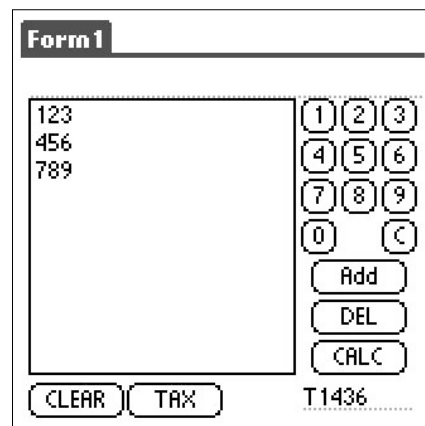 Form1
123
456
789
1 2 3
4 5 6
7 8 9
0 C
Add
DEL
CALC
CLEAR TAX T1436